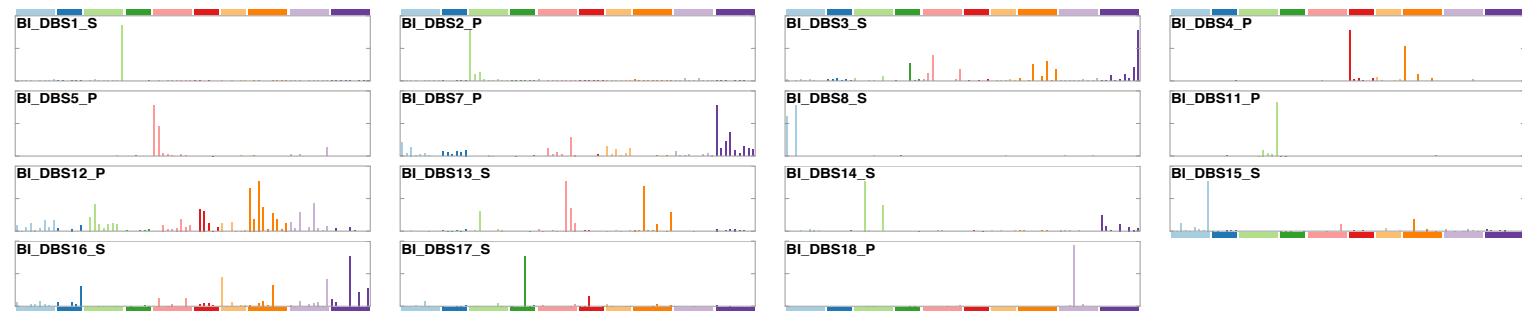 BI_DBS1_S
BI_DBS2_P
BI_DBS3_S
BI_DBS4_P
BI_DBS5_P
BI_DBS7_P
BI_DBS8_S
BI_DBS11_P
BI_DBS12_P
BI_DBS13_S
BI_DBS14_S
BI_DBS15_S
BI_DBS16_S
BI_DBS17_S
BI_DBS18_P